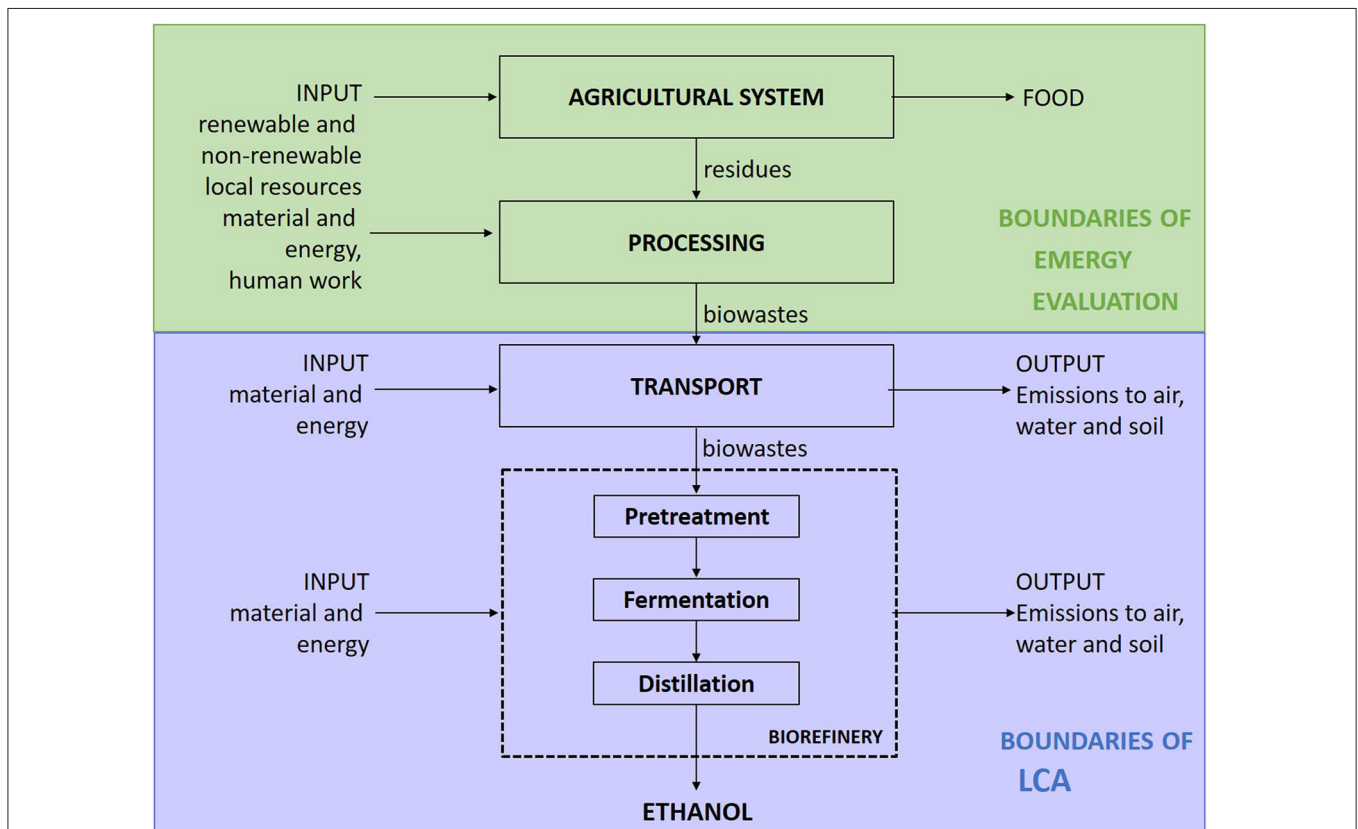 INPUT
renewable and
non-renewable
local resources
material and
energy,
human work
AGRICULTURAL SYSTEM
FOOD
residues
PROCESSING
BOUNDARIES OF
EMERGY
EVALUATION
biowastes
INPUT
material and
energy
TRANSPORT
OUTPUT
Emissions to air,
water and soil
biowastes
Pretreatment
INPUT
material and
energy
Fermentation
OUTPUT
Emissions to air,
water and soil
Distillation
BIOREFINERY
BOUNDARIES OF
LCA
ETHANOL